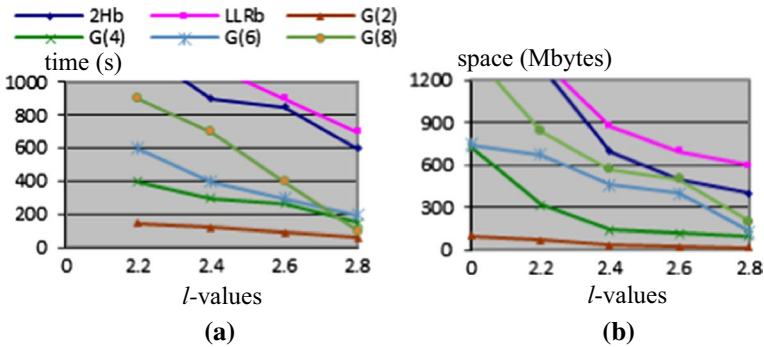 2Hb LLRb G(2)
G(4) G(6) G(8)
time (s)
1000
800
600
400
200
0
0 2.2 2.4 2.6 2.8
l-values
(a)
space (Mbytes)
1200
900
600
300
0
0 2.2 2.4 2.6 2.8
l-values
(b)